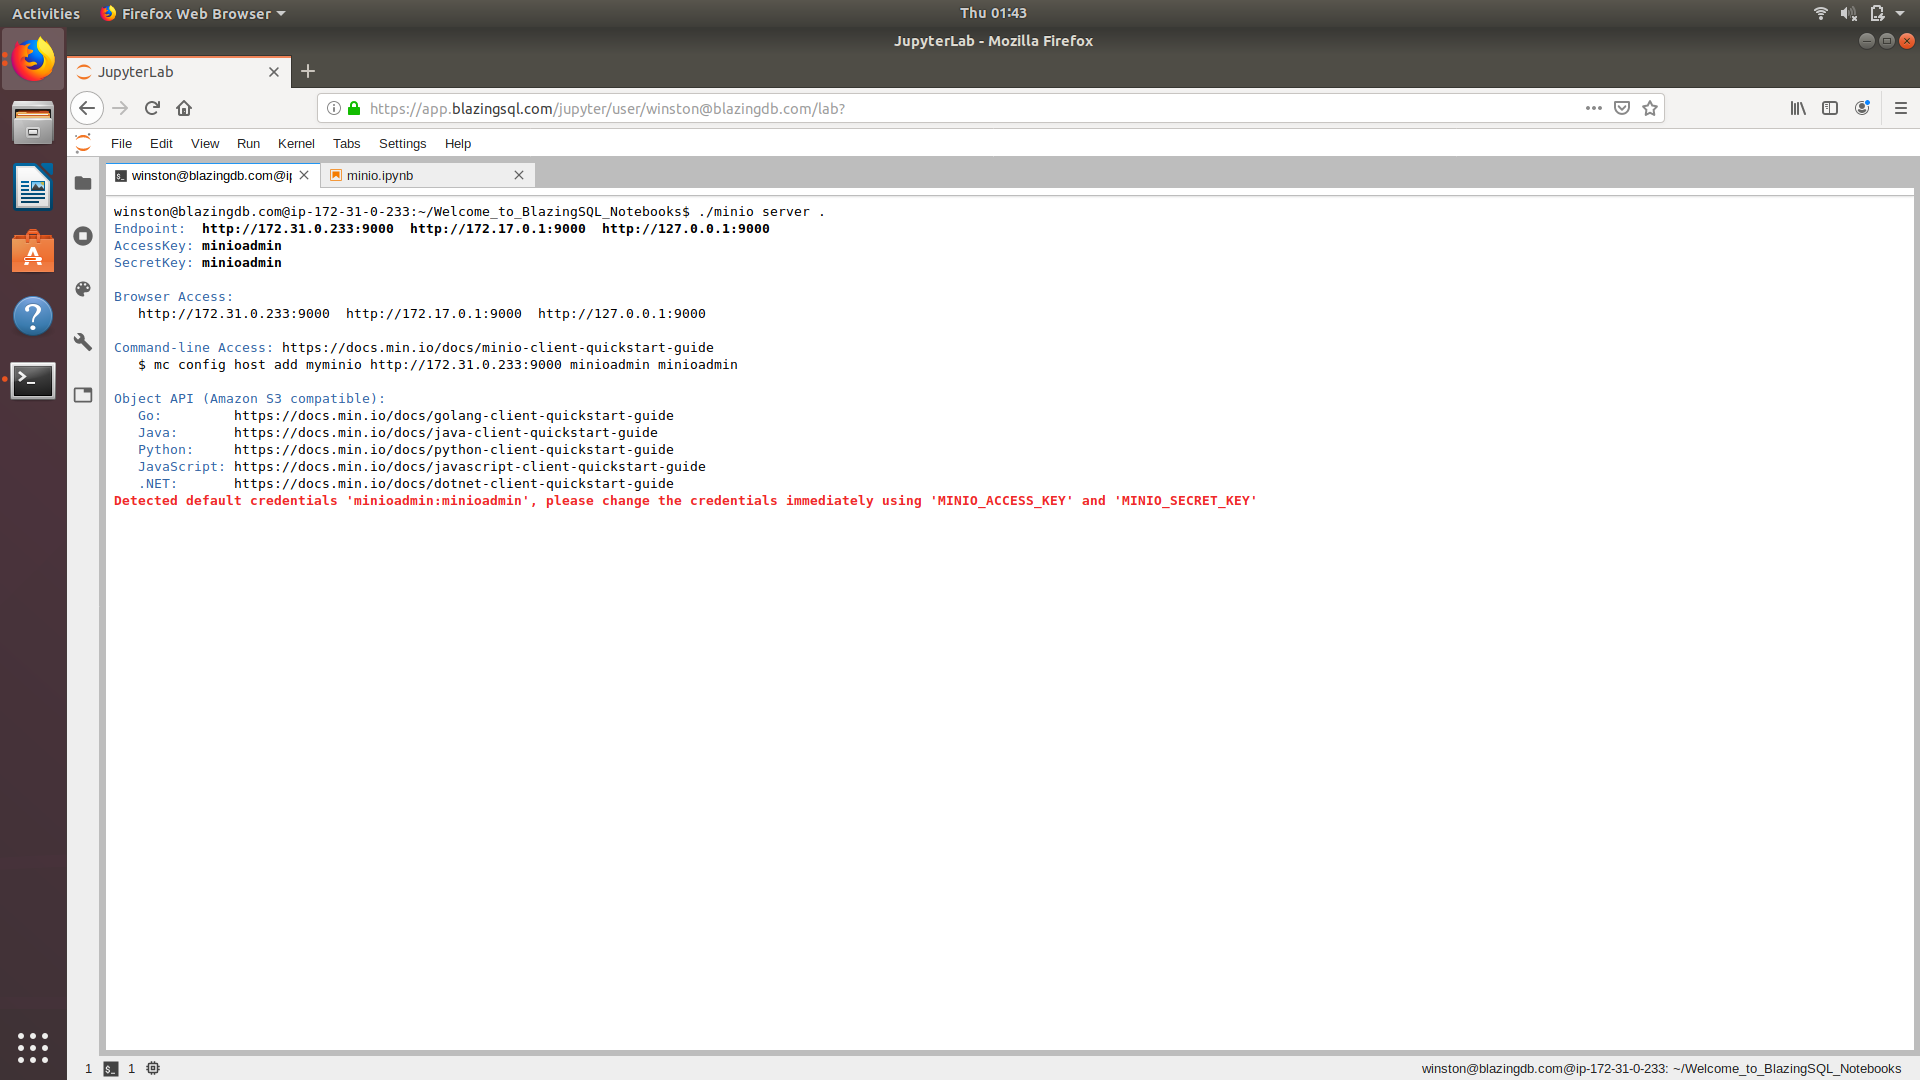 Activities Firefox Web Browser Thu 01:43
JupyterLab - Mozilla Firefox
JupyterLab
https://app.blazingsql.com/jupyter/user/winston@blazingdb.com/lab?
File Edit View Run Kernel Tabs Settings Help
winston@blazingdb.com@ip minio.ipynb
winston@blazingdb.com@ip-172-31-0-233:~/Welcome_to_BlazingSQL_Notebooks$ ./minio server .
Endpoint:  http://172.31.0.233:9000  http://172.17.0.1:9000  http://127.0.0.1:9000
AccessKey: minioadmin
SecretKey: minioadmin
Browser Access:
http://172.31.0.233:9000  http://172.17.0.1:9000  http://127.0.0.1:9000
Command-line Access: https://docs.min.io/docs/minio-client-quickstart-guide
$ mc config host add myminio http://172.31.0.233:9000 minioadmin minioadmin
Object API (Amazon S3 compatible):
Go:         https://docs.min.io/docs/golang-client-quickstart-guide
Java:       https://docs.min.io/docs/java-client-quickstart-guide
Python:     https://docs.min.io/docs/python-client-quickstart-guide
JavaScript: https://docs.min.io/docs/javascript-client-quickstart-guide
.NET:       https://docs.min.io/docs/dotnet-client-quickstart-guide
Detected default credentials 'minioadmin:minioadmin', please change the credentials immediately using 'MINIO_ACCESS_KEY' and 'MINIO_SECRET_KEY'
1 $_ 1 winston@blazingdb.com@ip-172-31-0-233: ~/Welcome_to_BlazingSQL_Notebooks